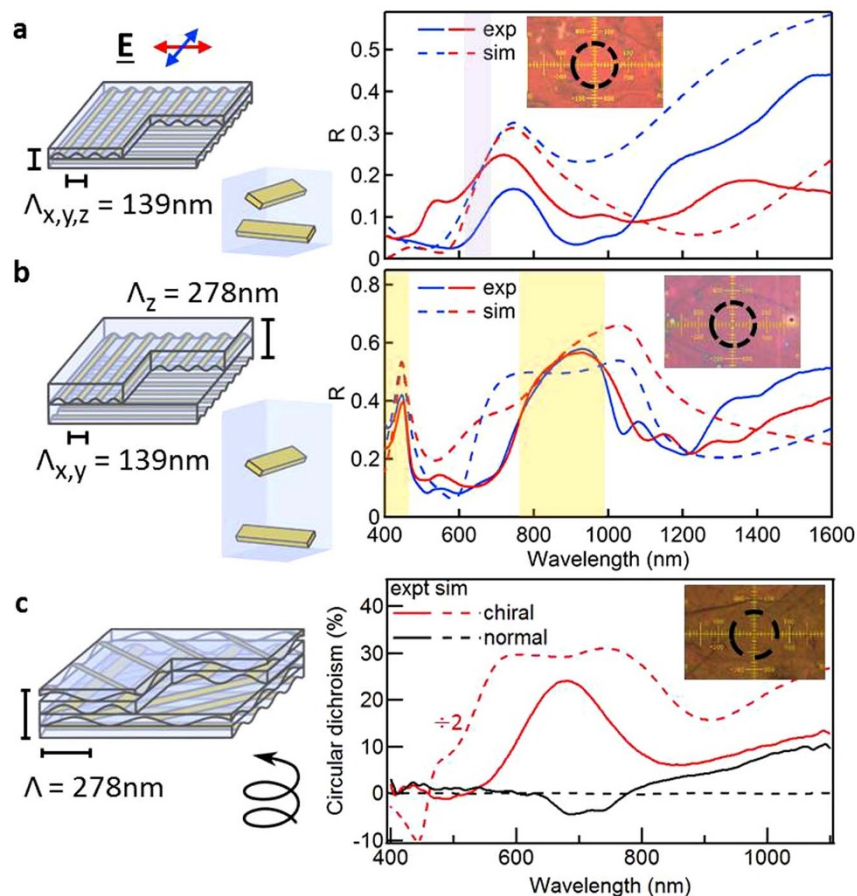 a
E
Λx,y,z = 139nm
R
0.5
0.4
0.3
0.2
0.1
0
exp
sim
b
Λz = 278nm
Λx,y = 139nm
R
0.8
0.6
0.4
0.2
0
exp
sim
400 600 800 1000 1200 1400 1600
Wavelength (nm)
c
Λ = 278nm
Circular dichroism (%)
40
30
20
10
0
-10
expt sim
chiral
normal
÷2
400 600 800 1000
Wavelength (nm)